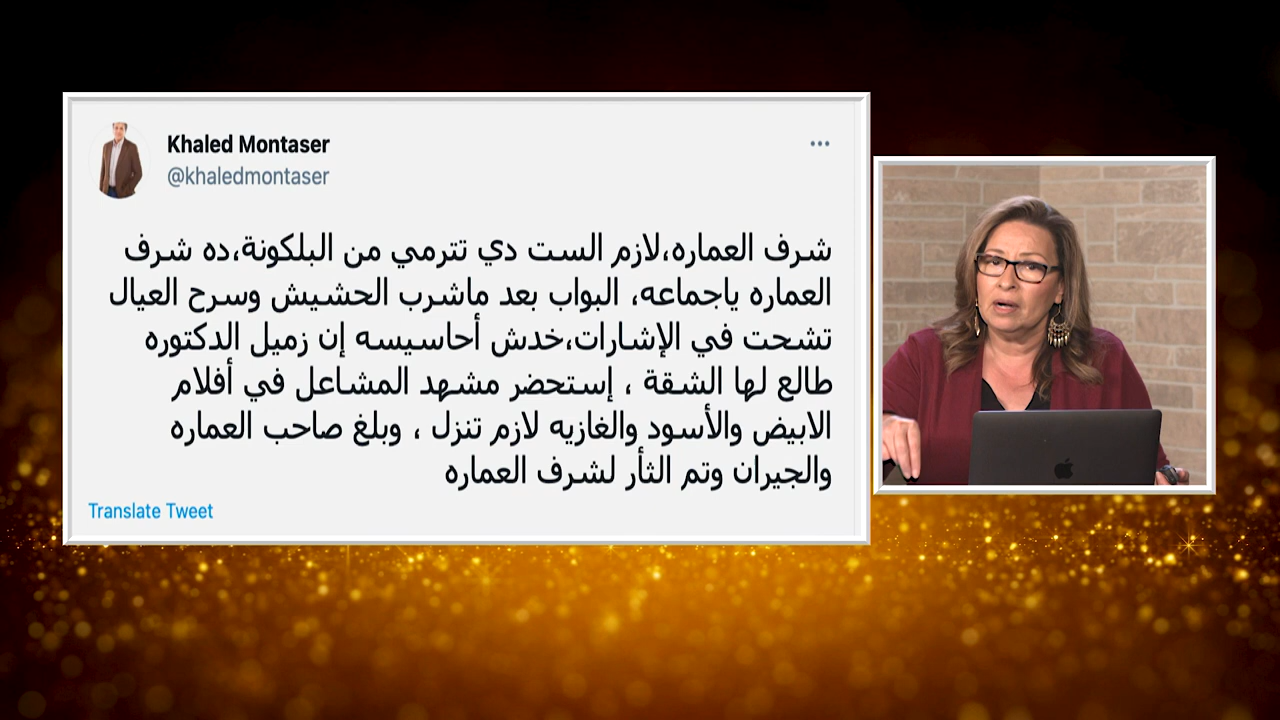 Khaled Montaser
@khaledmontaser
شرف العماره،لازم الست دي تترمي من البلكونة،ده شرف
العماره ياجماعه، البواب بعد ماشرب الحشيش وسرح العيال
تشحت في الإشارات،خدش أحاسيسه إن زميل الدكتوره
طالع لها الشقة ، إستحضر مشهد المشاعل في أفلام
الابيض والأسود والغازيه لازم تنزل ، وبلغ صاحب العماره
والجيران وتم الثأر لشرف العماره
Translate Tweet